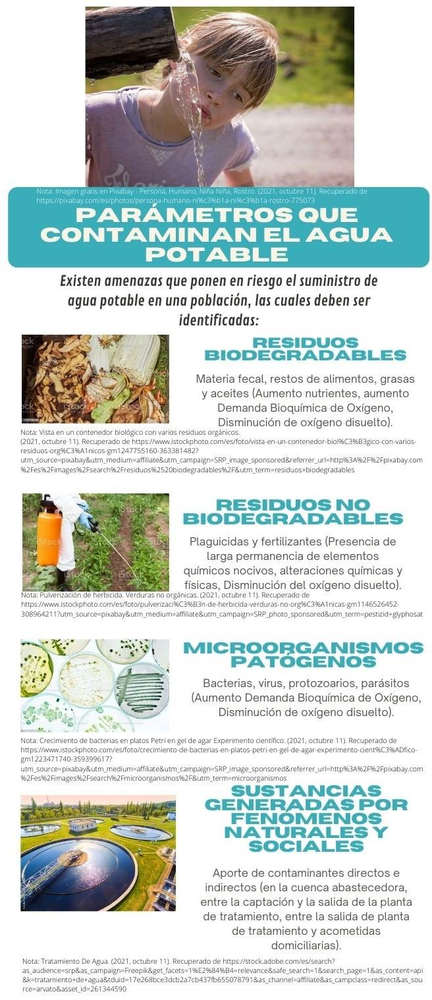 Nota: Imagen gratis en Pixabay - Persona, Humano, Niña Niña, Rostro. (2021, octubre 11). Recuperado de
https://pixabay.com/es/photos/persona-humano-ni%c3%b1a-ni%c3%b1a-rostro-775073
PARÁMETROS QUE
CONTAMINAN EL AGUA
POTABLE
Existen amenazas que ponen en riesgo el suministro de
agua potable en una población, las cuales deben ser
identificadas:
RESIDUOS
BIODEGRADABLES
Materia fecal, restos de alimentos, grasas
y aceites (Aumento nutrientes, aumento
Demanda Bioquímica de Oxígeno,
Disminución de oxígeno disuelto).
Nota: Vista en un contenedor biológico con varios residuos orgánicos.
(2021, octubre 11). Recuperado de https://www.istockphoto.com/es/foto/vista-en-un-contenedor-biol%C3%B3gico-con-varios-
residuos-org%C3%A1nicos-gm1247755160-363381482?
utm_source=pixabay&utm_medium=affiliate&utm_campaign=SRP_image_sponsored&referrer_url=http%3A%2F%2Fpixabay.com
%2Fes%2Fimages%2Fsearch%2Fresiduos%2520biodegradables%2F&utm_term=residuos+biodegradables
RESIDUOS NO
BIODEGRADABLES
Plaguicidas y fertilizantes (Presencia de
larga permanencia de elementos
químicos nocivos, alteraciones químicas y
físicas, Disminución del oxígeno disuelto).
iStock
Nota: Pulverización de herbicida. Verduras no orgánicas. (2021, octubre 11). Recuperado de
https://www.istockphoto.com/es/foto/pulverizaci%C3%B3n-de-herbicida-verduras-no-org%C3%A1nicas-gm1146526452-
308964211?utm_source=pixabay&utm_medium=affiliate&utm_campaign=SRP_photo_sponsored&utm_term=pestizid+glyphosat
MICROORGANISMOS
PATÓGENOS
Bacterias, virus, protozoarios, parásitos
(Aumento Demanda Bioquímica de Oxígeno,
Disminución de oxígeno disuelto).
Nota: Crecimiento de bacterias en platos Petri en gel de agar Experimento científico. (2021, octubre 11). Recuperado de
https://www.istockphoto.com/es/foto/crecimiento-de-bacterias-en-platos-petri-en-gel-de-agar-experimento-cient%C3%ADfico-
gm1223471740-359399617?
utm_source=pixabay&utm_medium=affiliate&utm_campaign=SRP_image_sponsored&referrer_url=http%3A%2F%2Fpixabay.com
%2Fes%2Fimages%2Fsearch%2Fmicroorganismos%2F&utm_term=microorganismos
SUSTANCIAS
GENERADAS POR
FENÓMENOS
NATURALES Y
SOCIALES
Aporte de contaminantes directos e
indirectos (en la cuenca abastecedora,
entre la captación y la salida de la planta
de tratamiento, entre la salida de planta
de tratamiento y acometidas
domiciliarias).
Nota: Tratamiento De Agua. (2021, octubre 11). Recuperado de https://stock.adobe.com/es/search?
as_audience=srp&as_campaign=Freepik&get_facets=1%E2%84%B4=relevance&safe_search=1&search_page=1&as_content=api
&k=tratamiento+de+agua&tduid=17e268bce3dcb2a7cb437fb655078791&as_channel=affiliate&as_campclass=redirect&as_sou
rce=arvato&asset_id=261344590